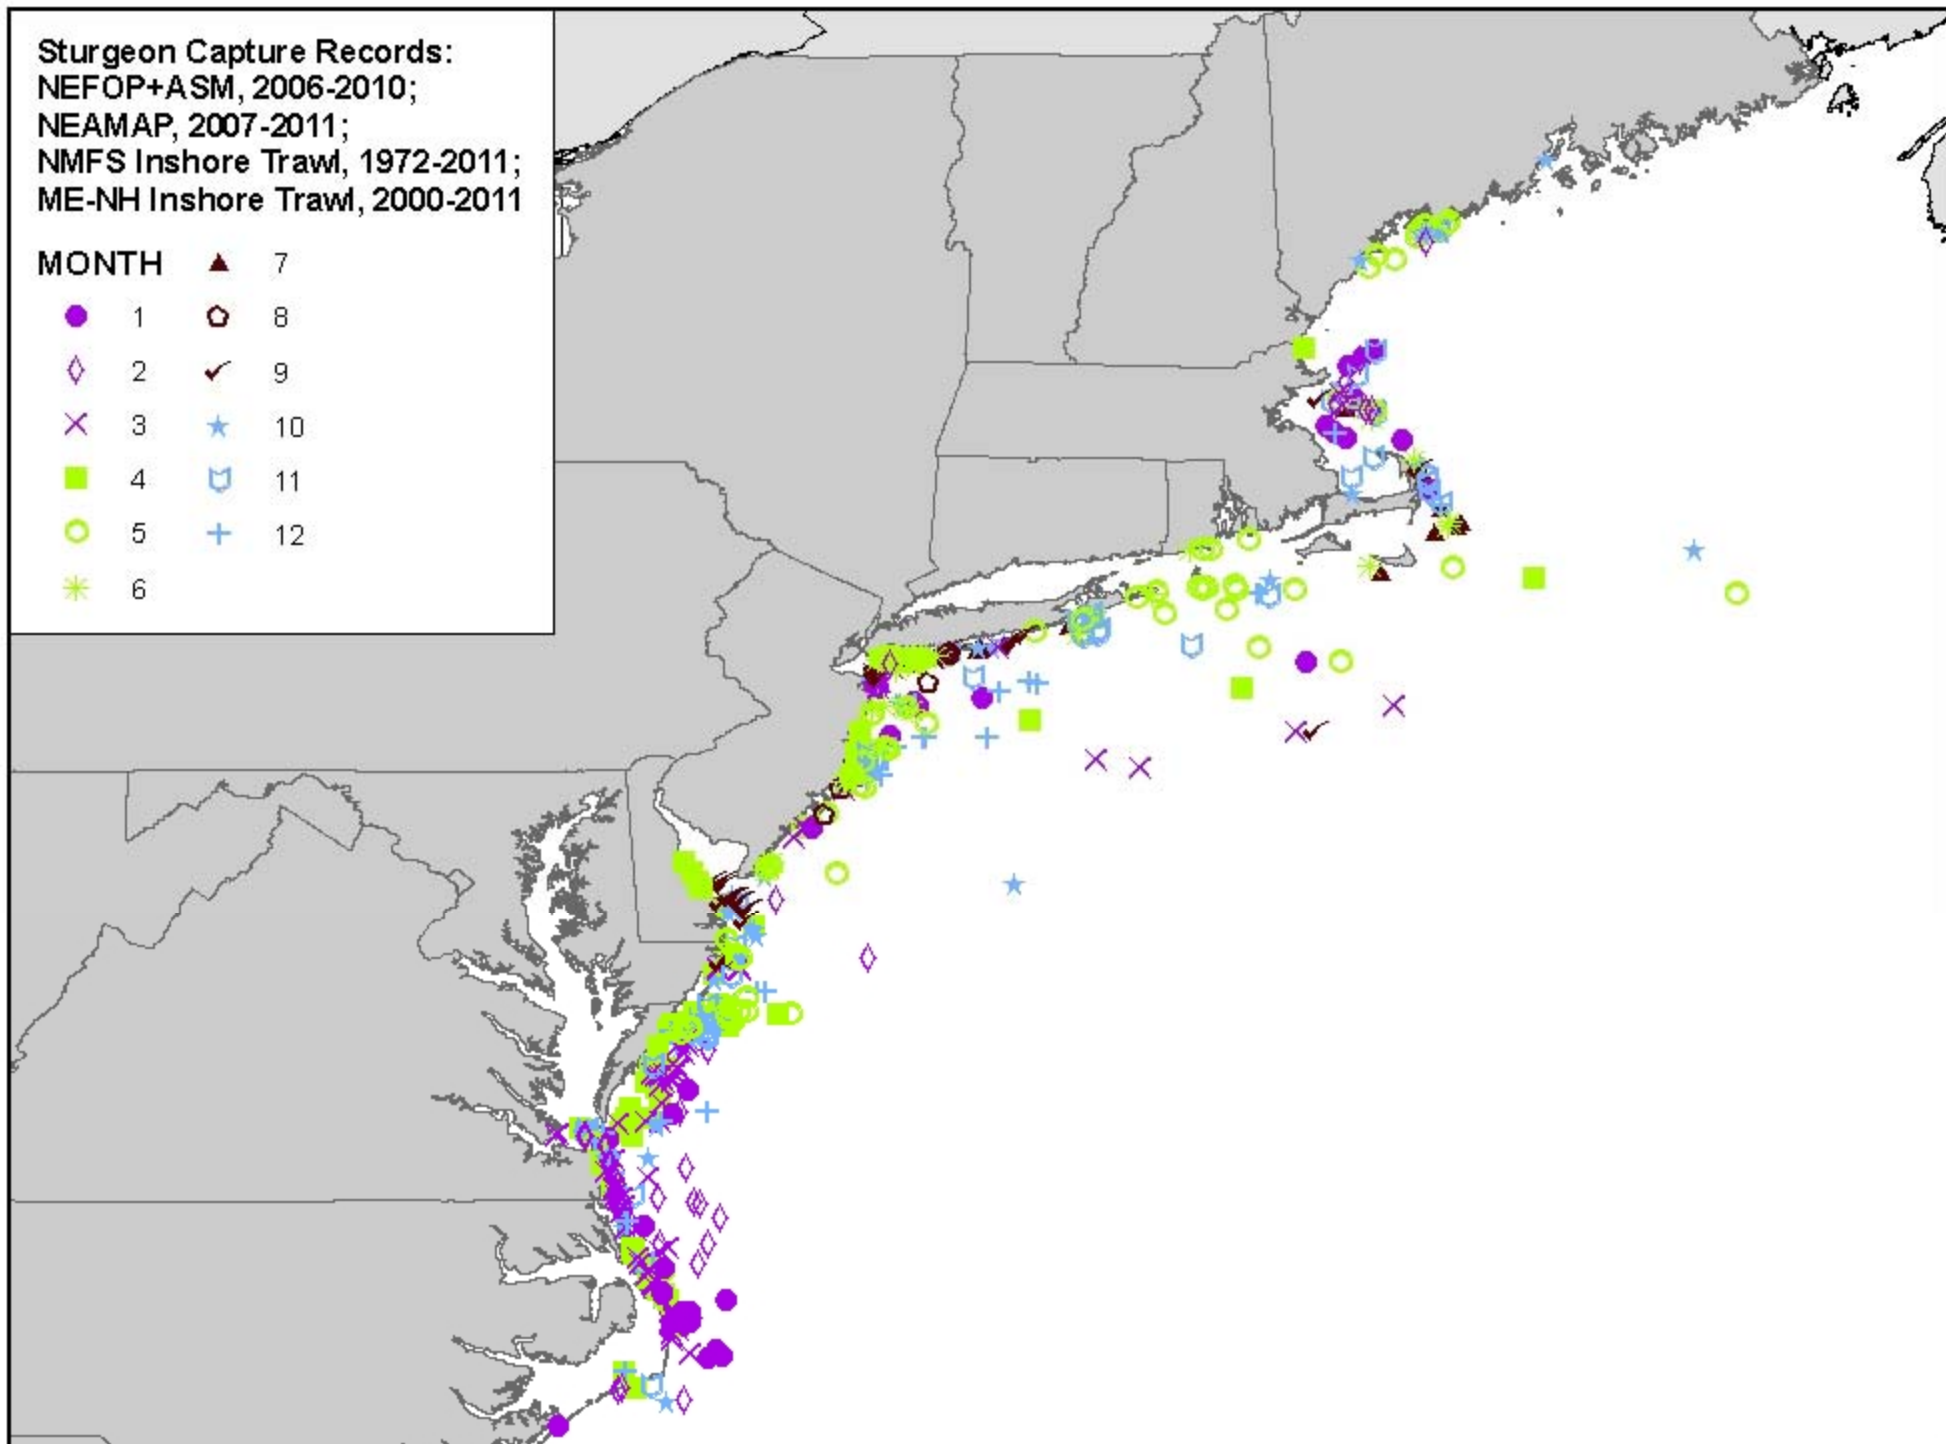 Sturgeon Capture Records:
NEFOP+ASM, 2006-2010;
NEAMAP, 2007-2011;
NMFS Inshore Trawl, 1972-2011;
ME-NH Inshore Trawl, 2000-2011
MONTH
1
2
3
4
5
6
7
8
9
10
11
12